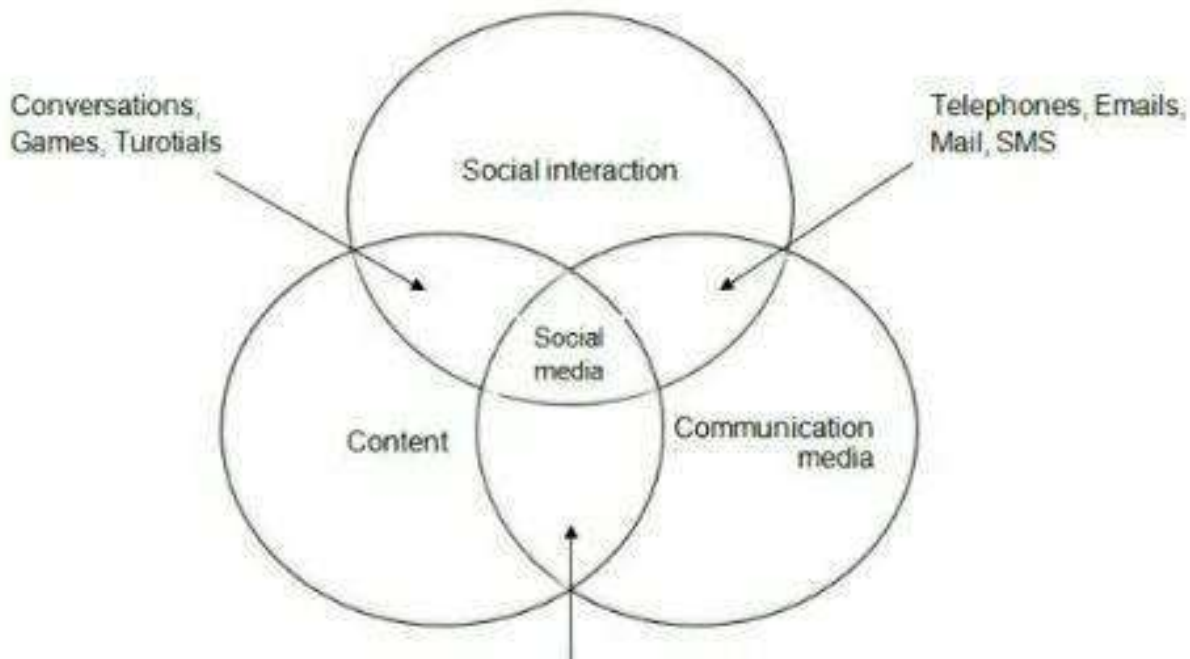 Conversations,
Games, Turotials
Telephones, Emails,
Mail, SMS
Social interaction
Social
media
Content
Communication
media